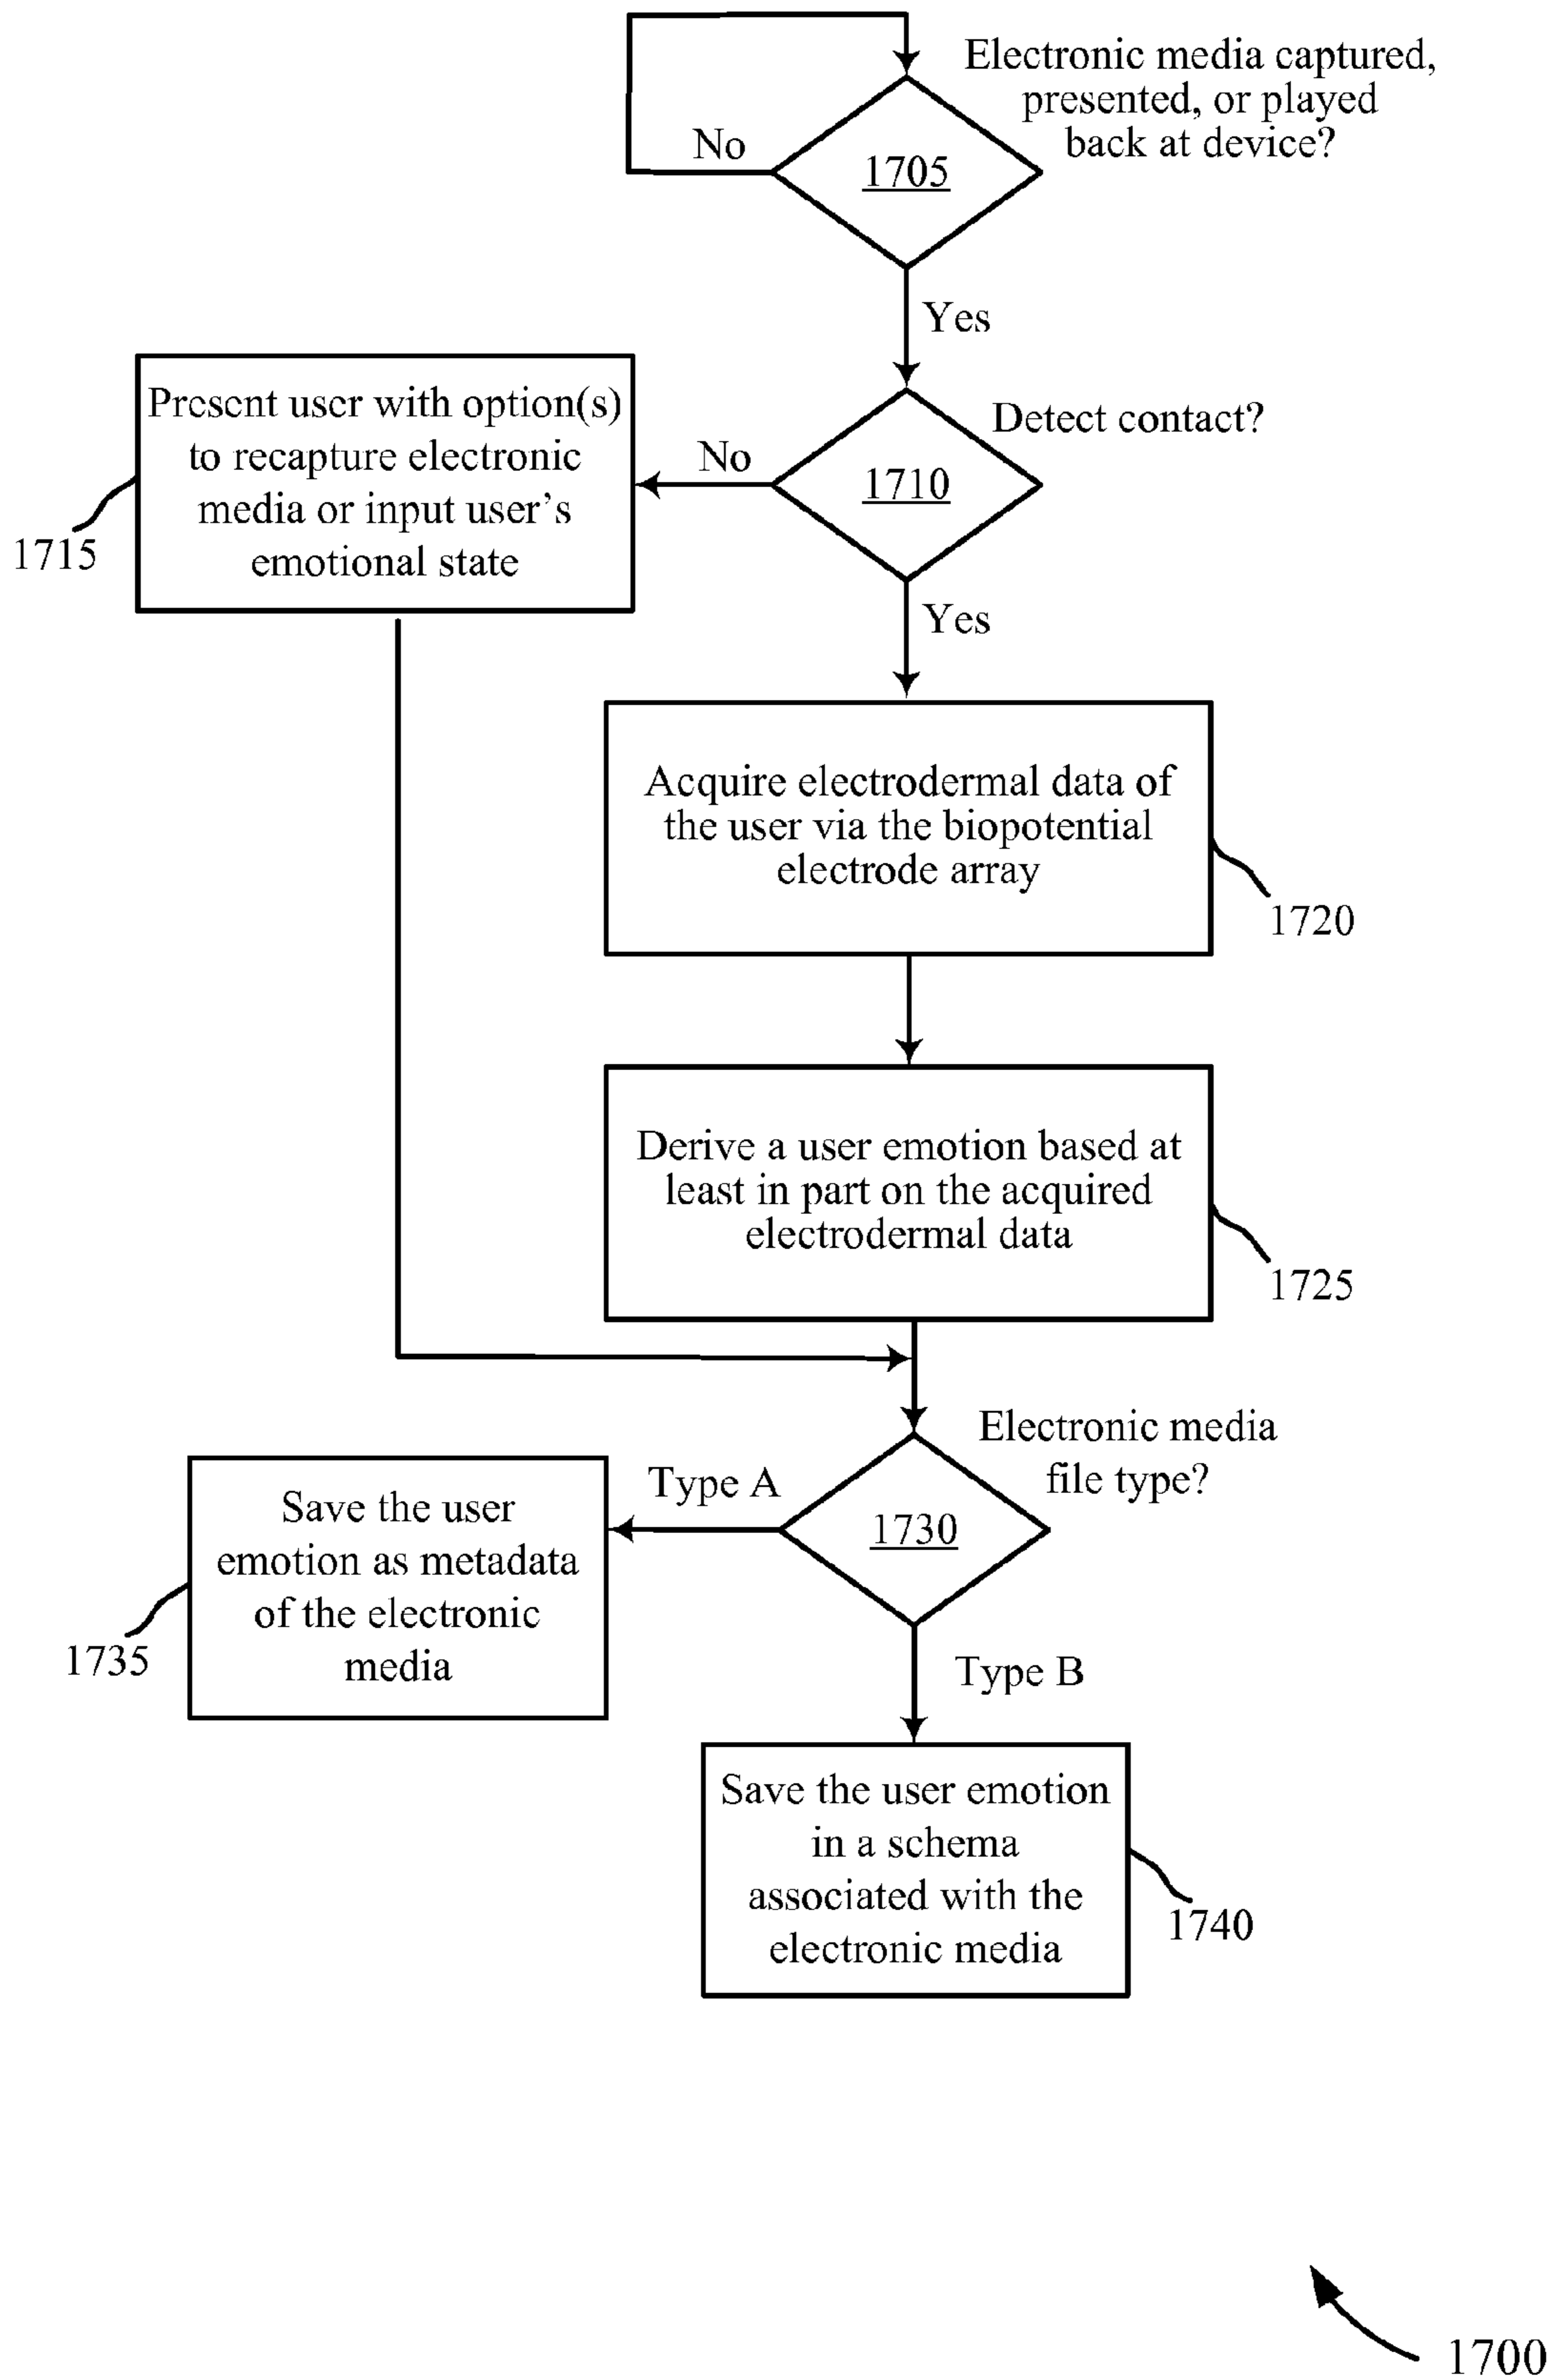 Electronic media captured,
presented, or played
back at device?
No
1705
Yes
Present user with option(s)
to recapture electronic
media or input user's
emotional state
1715
No
Detect contact?
1710
Yes
Acquire electrodermal data of
the user via the biopotential
electrode array
1720
Derive a user emotion based at
least in part on the acquired
electrodermal data
1725
Electronic media
file type?
Type A
1730
Save the user
emotion as metadata
of the electronic
media
1735
Type B
Save the user emotion
in a schema
associated with the
electronic media
1740
1700